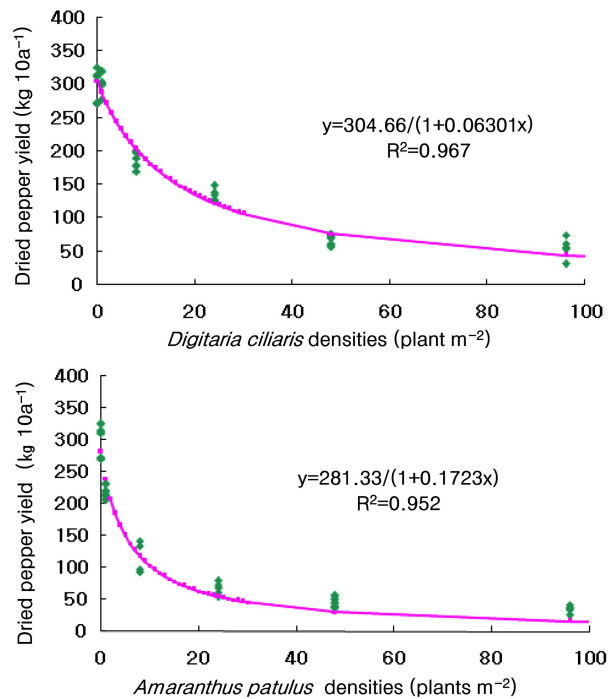 400
350
300
250
200
150
100
50
0
Dried pepper yield (kg 10a⁻¹)
y=304.66/(1+0.06301x)
R²=0.967
0 20 40 60 80 100
Digitaria ciliaris densities (plant m⁻²)
400
350
300
250
200
150
100
50
0
Dried pepper yield (kg 10a⁻¹)
y=281.33/(1+0.1723x)
R²=0.952
0 20 40 60 80 100
Amaranthus patulus densities (plants m⁻²)